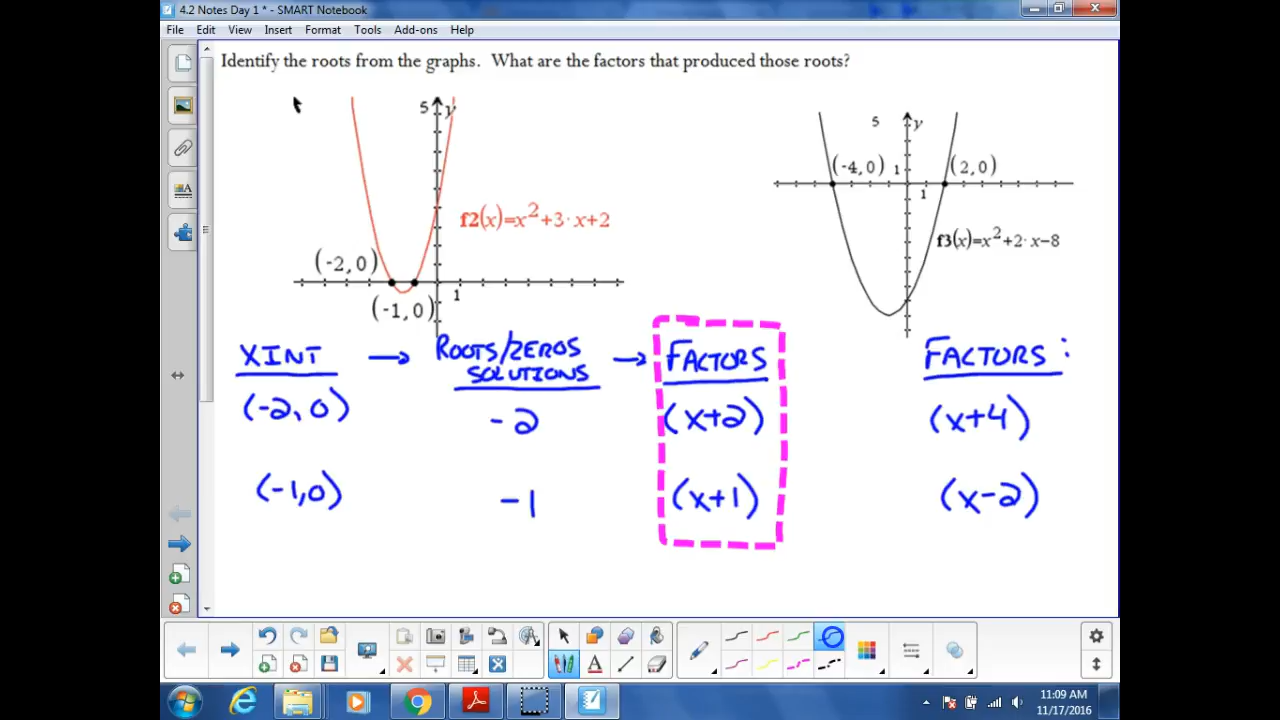 4.2 Notes Day 1 * - SMART Notebook
File Edit View Insert Format Tools Add-ons Help
Identify the roots from the graphs. What are the factors that produced those roots?
5 y
f2(x)=x²+3·x+2
(-2,0)
(-1,0)
1
5 y
(-4,0) 1 (2,0)
1
f3(x)=x²+2·x-8
XINT → ROOTS/ZEROS SOLUTIONS → FACTORS
(-2,0) -2 (x+2)
(-1,0) -1 (x+1)
FACTORS:
(x+4)
(x-2)
11:09 AM
11/17/2016